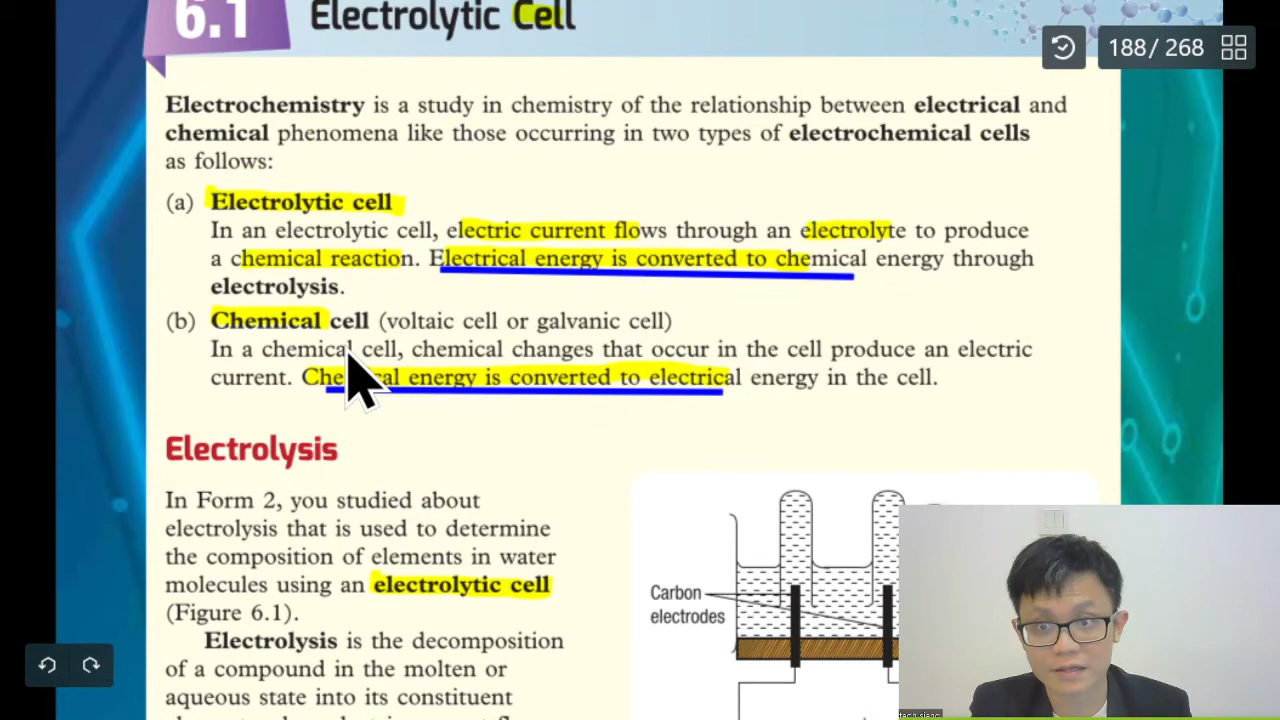 6.1 Electrolytic Cell
188/ 268
Electrochemistry is a study in chemistry of the relationship between electrical and
chemical phenomena like those occurring in two types of electrochemical cells
as follows:
(a) Electrolytic cell
In an electrolytic cell, electric current flows through an electrolyte to produce
a chemical reaction. Electrical energy is converted to chemical energy through
electrolysis.
(b) Chemical cell (voltaic cell or galvanic cell)
In a chemical cell, chemical changes that occur in the cell produce an electric
current. Chemical energy is converted to electrical energy in the cell.
Electrolysis
In Form 2, you studied about
electrolysis that is used to determine
the composition of elements in water
molecules using an electrolytic cell
(Figure 6.1).
Electrolysis is the decomposition
of a compound in the molten or
aqueous state into its constituent
Carbon
electrodes